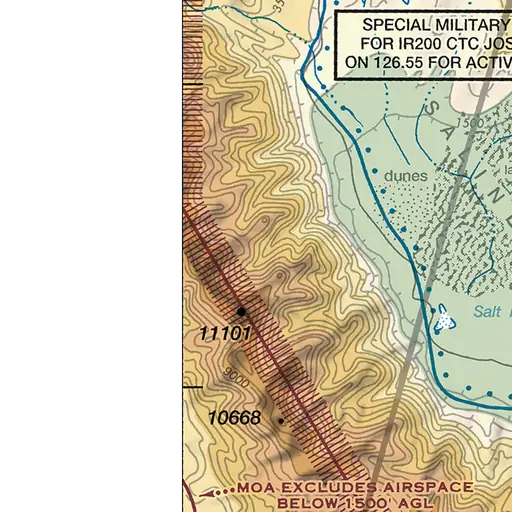 SPECIAL MILITARY
FOR IR200 CTC JOS
ON 126.55 FOR ACTIV
1500
dunes
Salt
11101
9000
10668
MOA EXCLUDES AIRSPACE
BELOW 1500' AGL